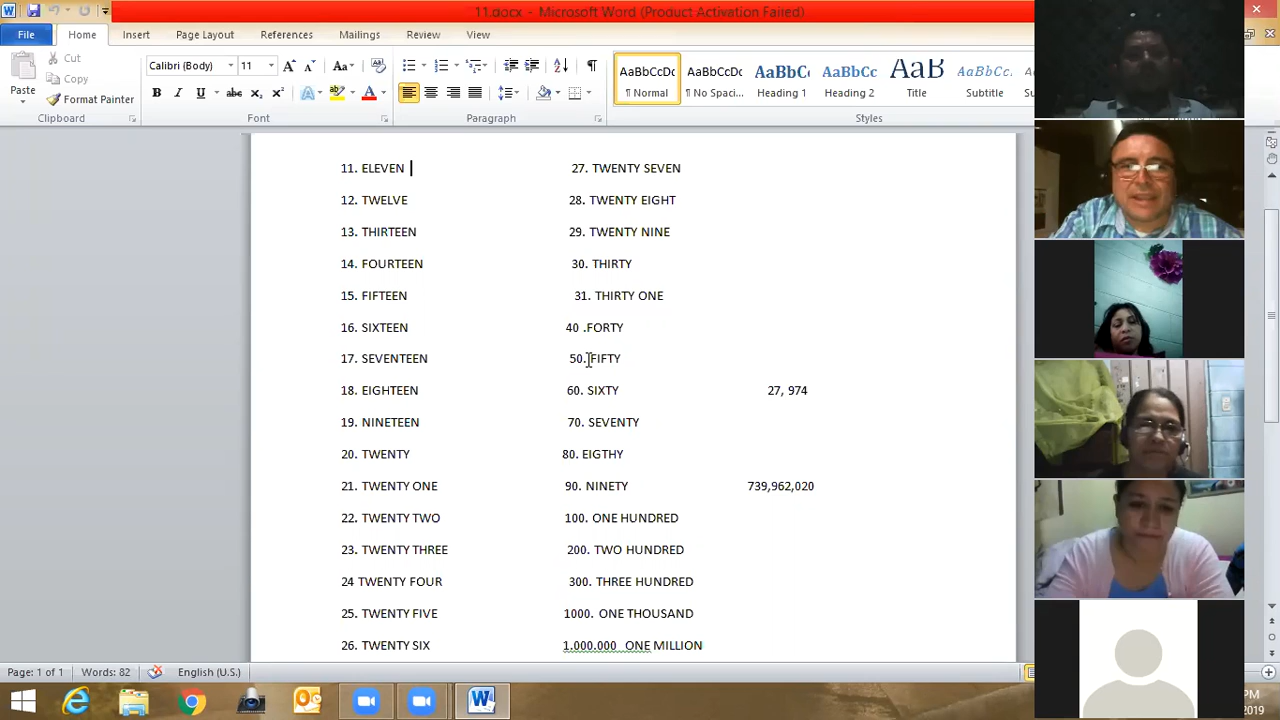 11.docx - Microsoft Word (Product Activation Failed)
File Home Insert Page Layout References Mailings Review View
Cut
Copy
Format Painter
Paste
Clipboard
Calibri (Body) 11
Font
Paragraph
AaBbCcDc AaBbCcDc AaBbCc AaBbCc AaB AaBbCcD
¶ Normal ¶ No Spaci... Heading 1 Heading 2 Title Subtitle
Styles
11. ELEVEN 27. TWENTY SEVEN
12. TWELVE 28. TWENTY EIGHT
13. THIRTEEN 29. TWENTY NINE
14. FOURTEEN 30. THIRTY
15. FIFTEEN 31. THIRTY ONE
16. SIXTEEN 40 .FORTY
17. SEVENTEEN 50. FIFTY
18. EIGHTEEN 60. SIXTY 27, 974
19. NINETEEN 70. SEVENTY
20. TWENTY 80. EIGTHY
21. TWENTY ONE 90. NINETY 739,962,020
22. TWENTY TWO 100. ONE HUNDRED
23. TWENTY THREE 200. TWO HUNDRED
24 TWENTY FOUR 300. THREE HUNDRED
25. TWENTY FIVE 1000. ONE THOUSAND
26. TWENTY SIX 1.000.000 ONE MILLION
Page: 1 of 1 Words: 82 English (U.S.)